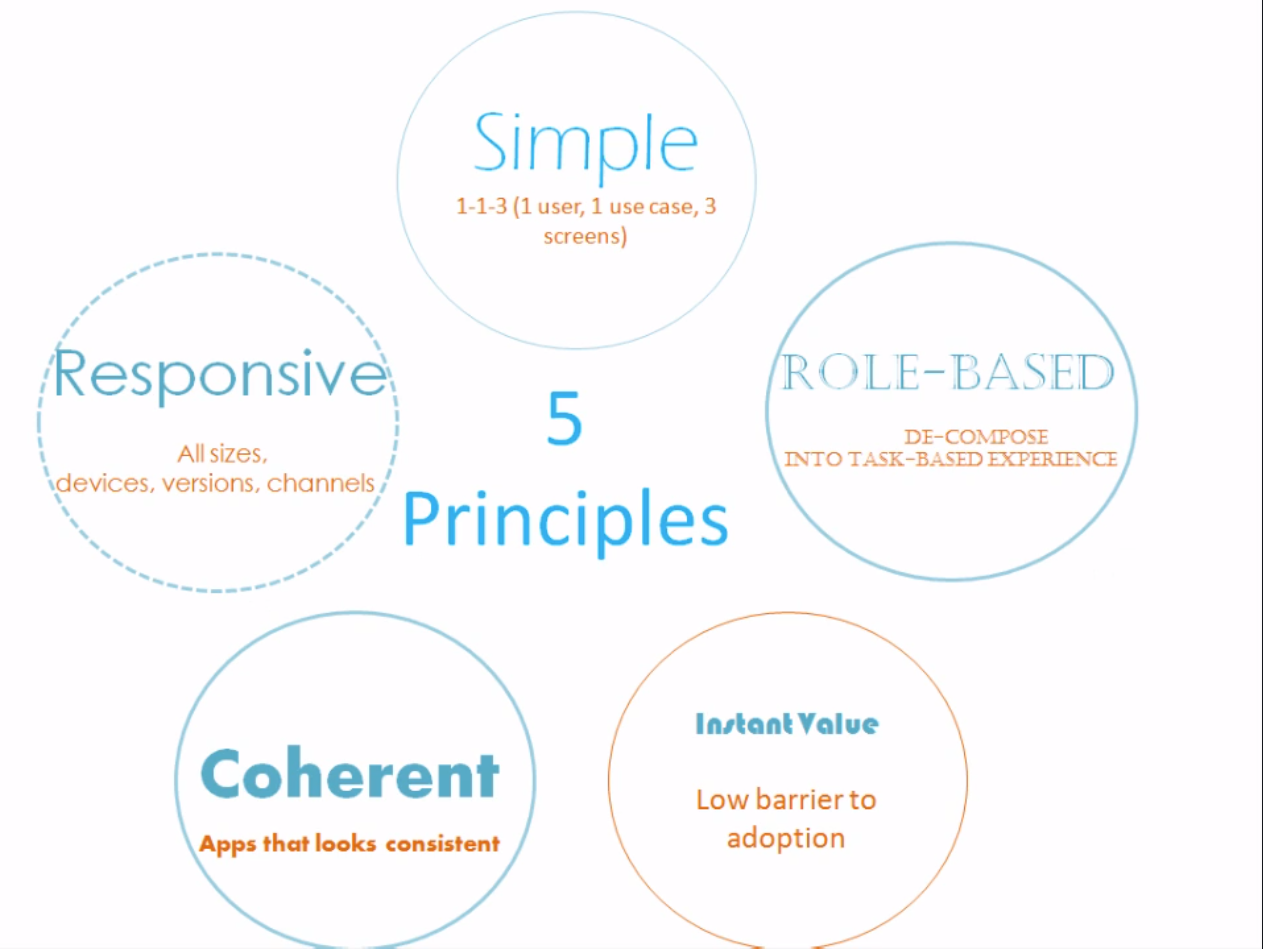 Simple
1-1-3 (1 user, 1 use case, 3
screens)
Responsive
All sizes,
devices, versions, channels
5
Principles
ROLE-BASED
DE-COMPOSE
INTO TASK-BASED EXPERIENCE
Coherent
Apps that looks consistent
Instant Value
Low barrier to
adoption